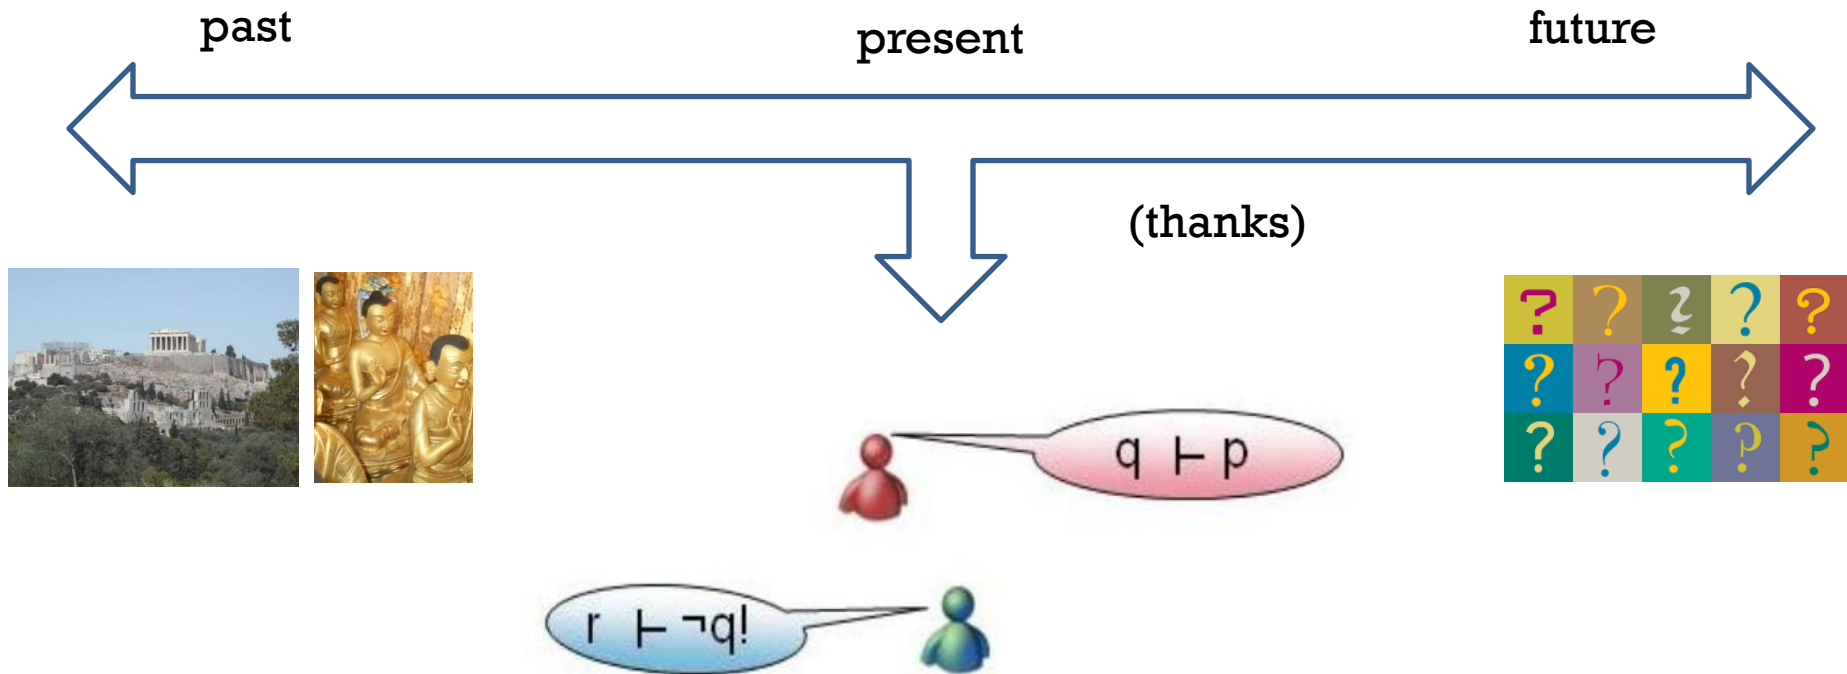 past
present
future
(thanks)
q ⊢ p
r ⊢ ¬q!
? ? ? ? ?
? ? ? ? ?
? ? ? ? ?